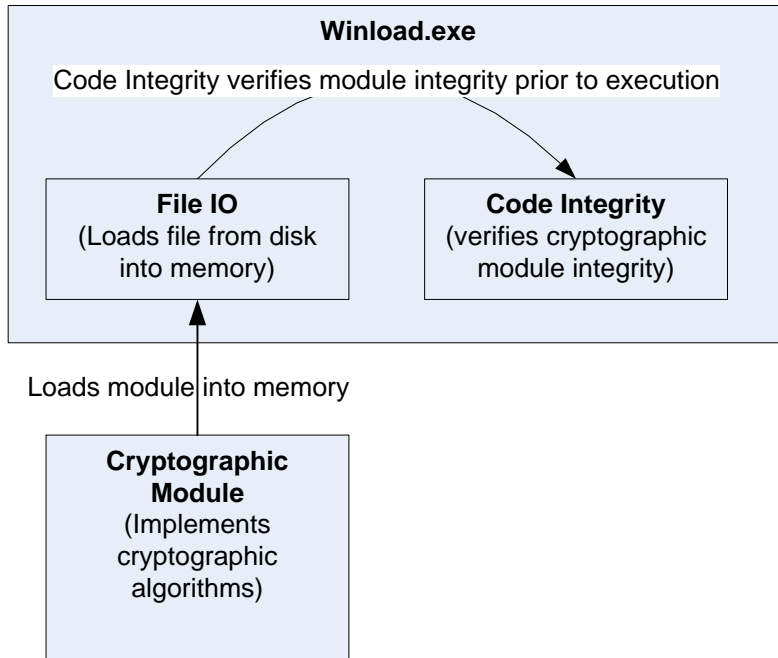 Winload.exe
Code Integrity verifies module integrity prior to execution
File IO
(Loads file from disk
into memory)
Code Integrity
(verifies cryptographic
module integrity)
Loads module into memory
Cryptographic
Module
(Implements
cryptographic
algorithms)